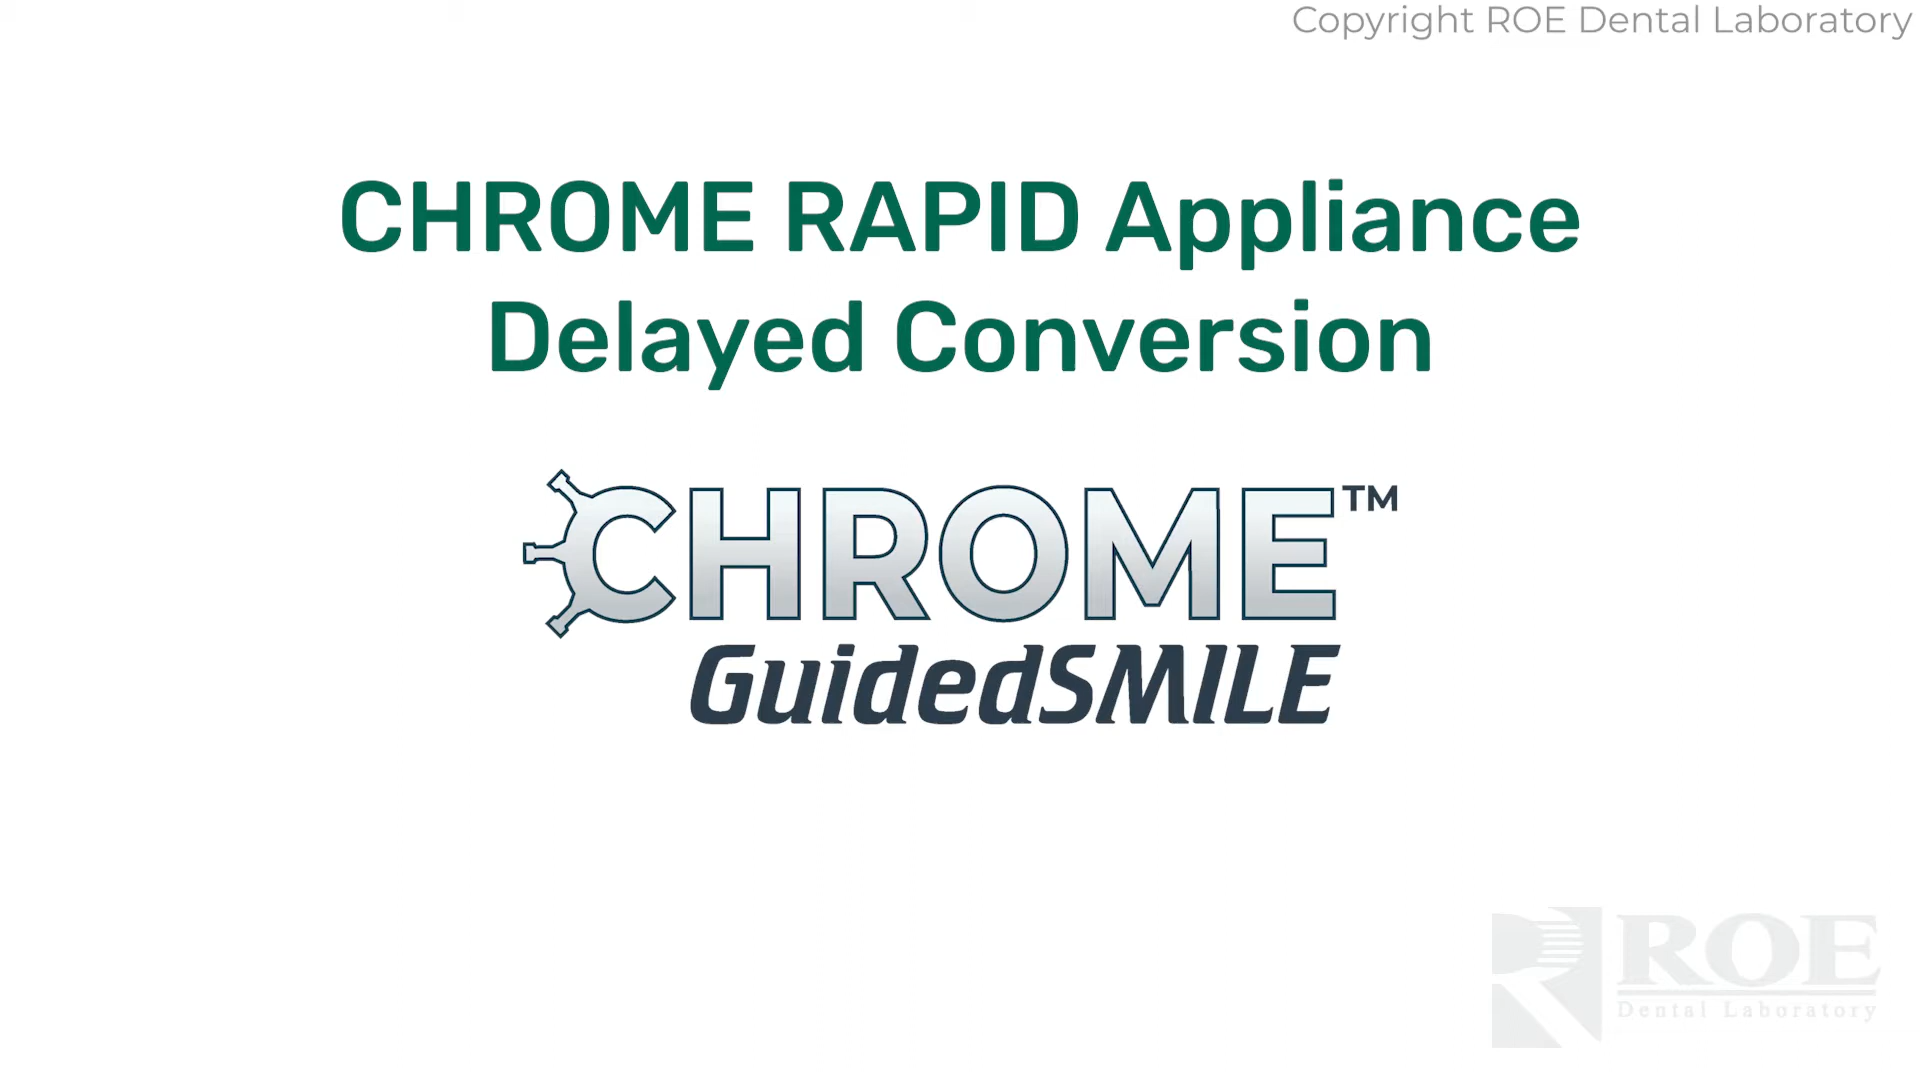 Copyright ROE Dental Laboratory
CHROME RAPID Appliance
Delayed Conversion
CHROME™
GuidedSMILE
ROE
Dental Laboratory